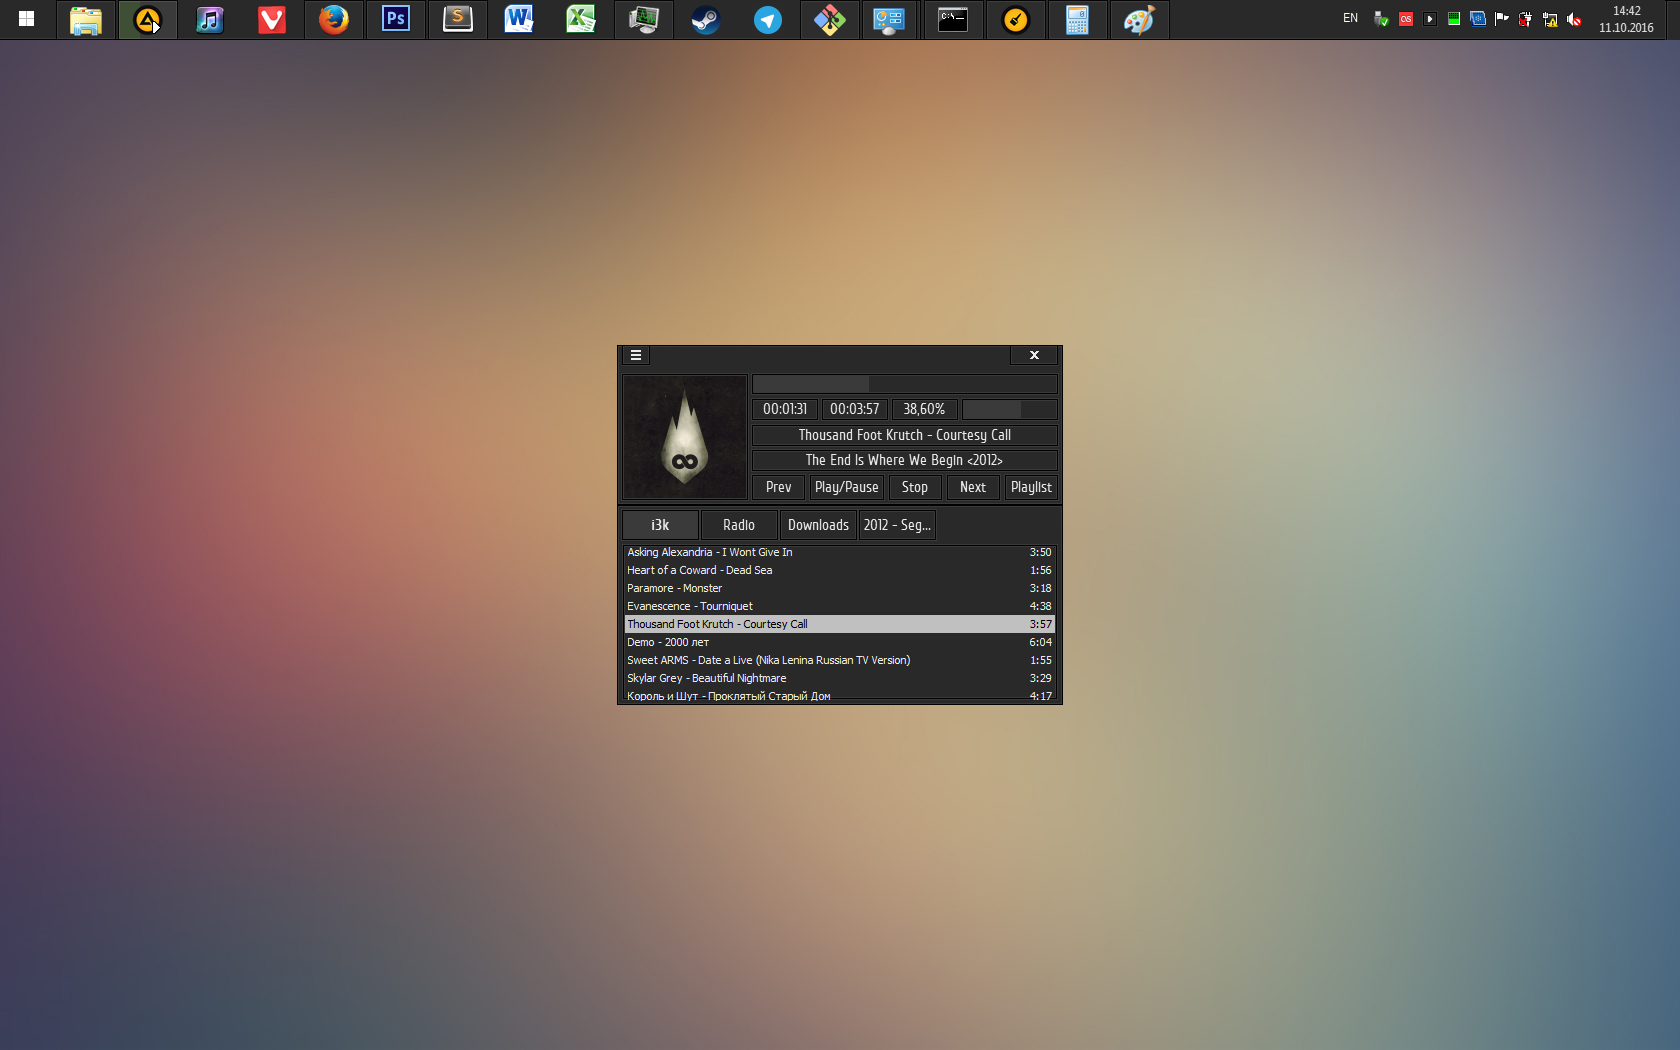 Ps
S
W
X
C:\._
EN
os
14:42
11.10.2016
x
00:01:31 00:03:57 38,60%
Thousand Foot Krutch - Courtesy Call
The End Is Where We Begin <2012>
Prev Play/Pause Stop Next Playlist
i3k Radio Downloads 2012 - Seg...
Asking Alexandria - I Wont Give In 3:50
Heart of a Coward - Dead Sea 1:56
Paramore - Monster 3:18
Evanescence - Tourniquet 4:38
Thousand Foot Krutch - Courtesy Call 3:57
Demo - 2000 лет 6:04
Sweet ARMS - Date a Live (Nika Lenina Russian TV Version) 1:55
Skylar Grey - Beautiful Nightmare 3:29
Король и Шут - Проклятый Старый Дом 4:17